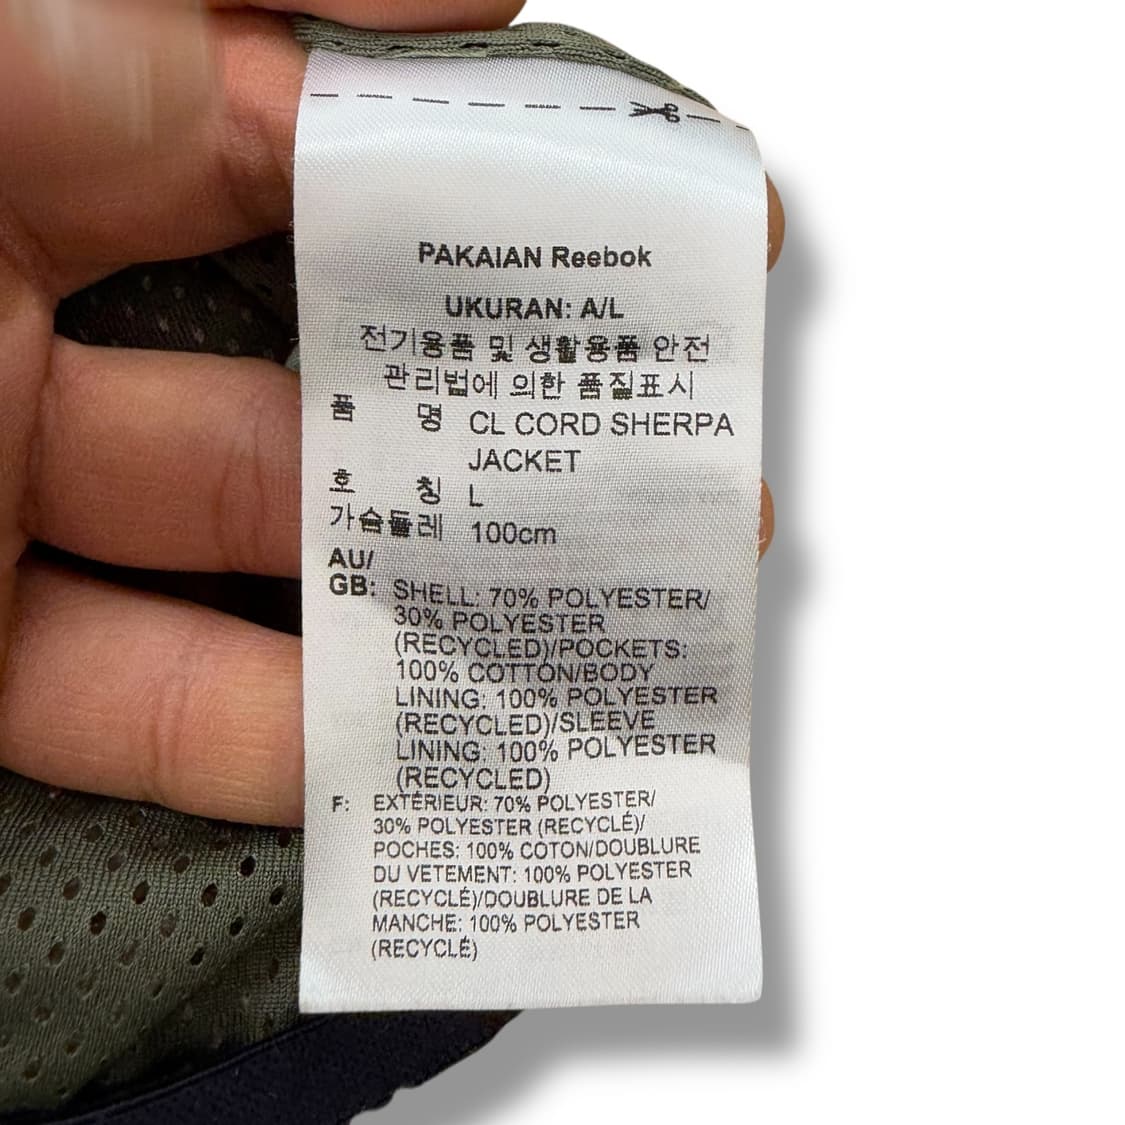 PAKAIAN Reebok
UKURAN: A/L
전기용품 및 생활용품 안전
관리법에 의한 품질표시
품 명 CL CORD SHERPA
JACKET
호 칭 L
가슴둘레 100cm
AU/
GB: SHELL: 70% POLYESTER/
30% POLYESTER
(RECYCLED)/POCKETS:
100% COTTON/BODY
LINING: 100% POLYESTER
(RECYCLED)/SLEEVE
LINING: 100% POLYESTER
(RECYCLED)
F: EXTÉRIEUR: 70% POLYESTER/
30% POLYESTER (RECYCLÉ)/
POCHES: 100% COTON/DOUBLURE
DU VETEMENT: 100% POLYESTER
(RECYCLÉ)/DOUBLURE DE LA
MANCHE: 100% POLYESTER
(RECYCLÉ)